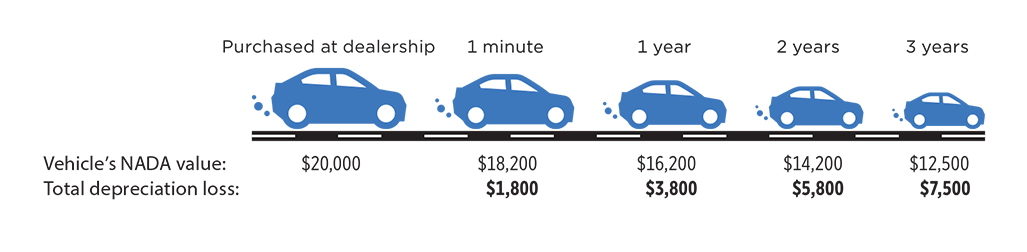 Purchased at dealership 1 minute 1 year 2 years 3 years
Vehicle's NADA value: $20,000 $18,200 $16,200 $14,200 $12,500
Total depreciation loss: $1,800 $3,800 $5,800 $7,500